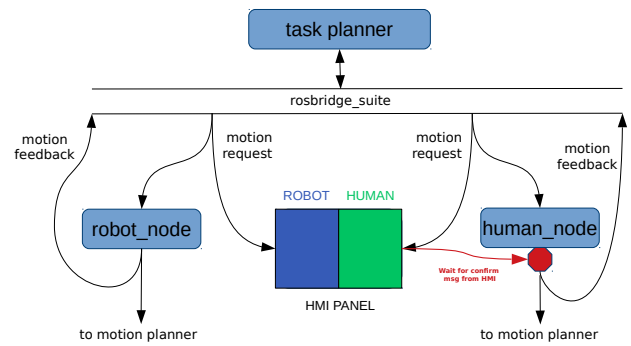 task planner
rosbridge_suite
motion
feedback
motion
request
motion
request
motion
feedback
ROBOT
HUMAN
robot_node
human_node
Wait for confirm
msg from HMI
HMI PANEL
to motion planner
to motion planner